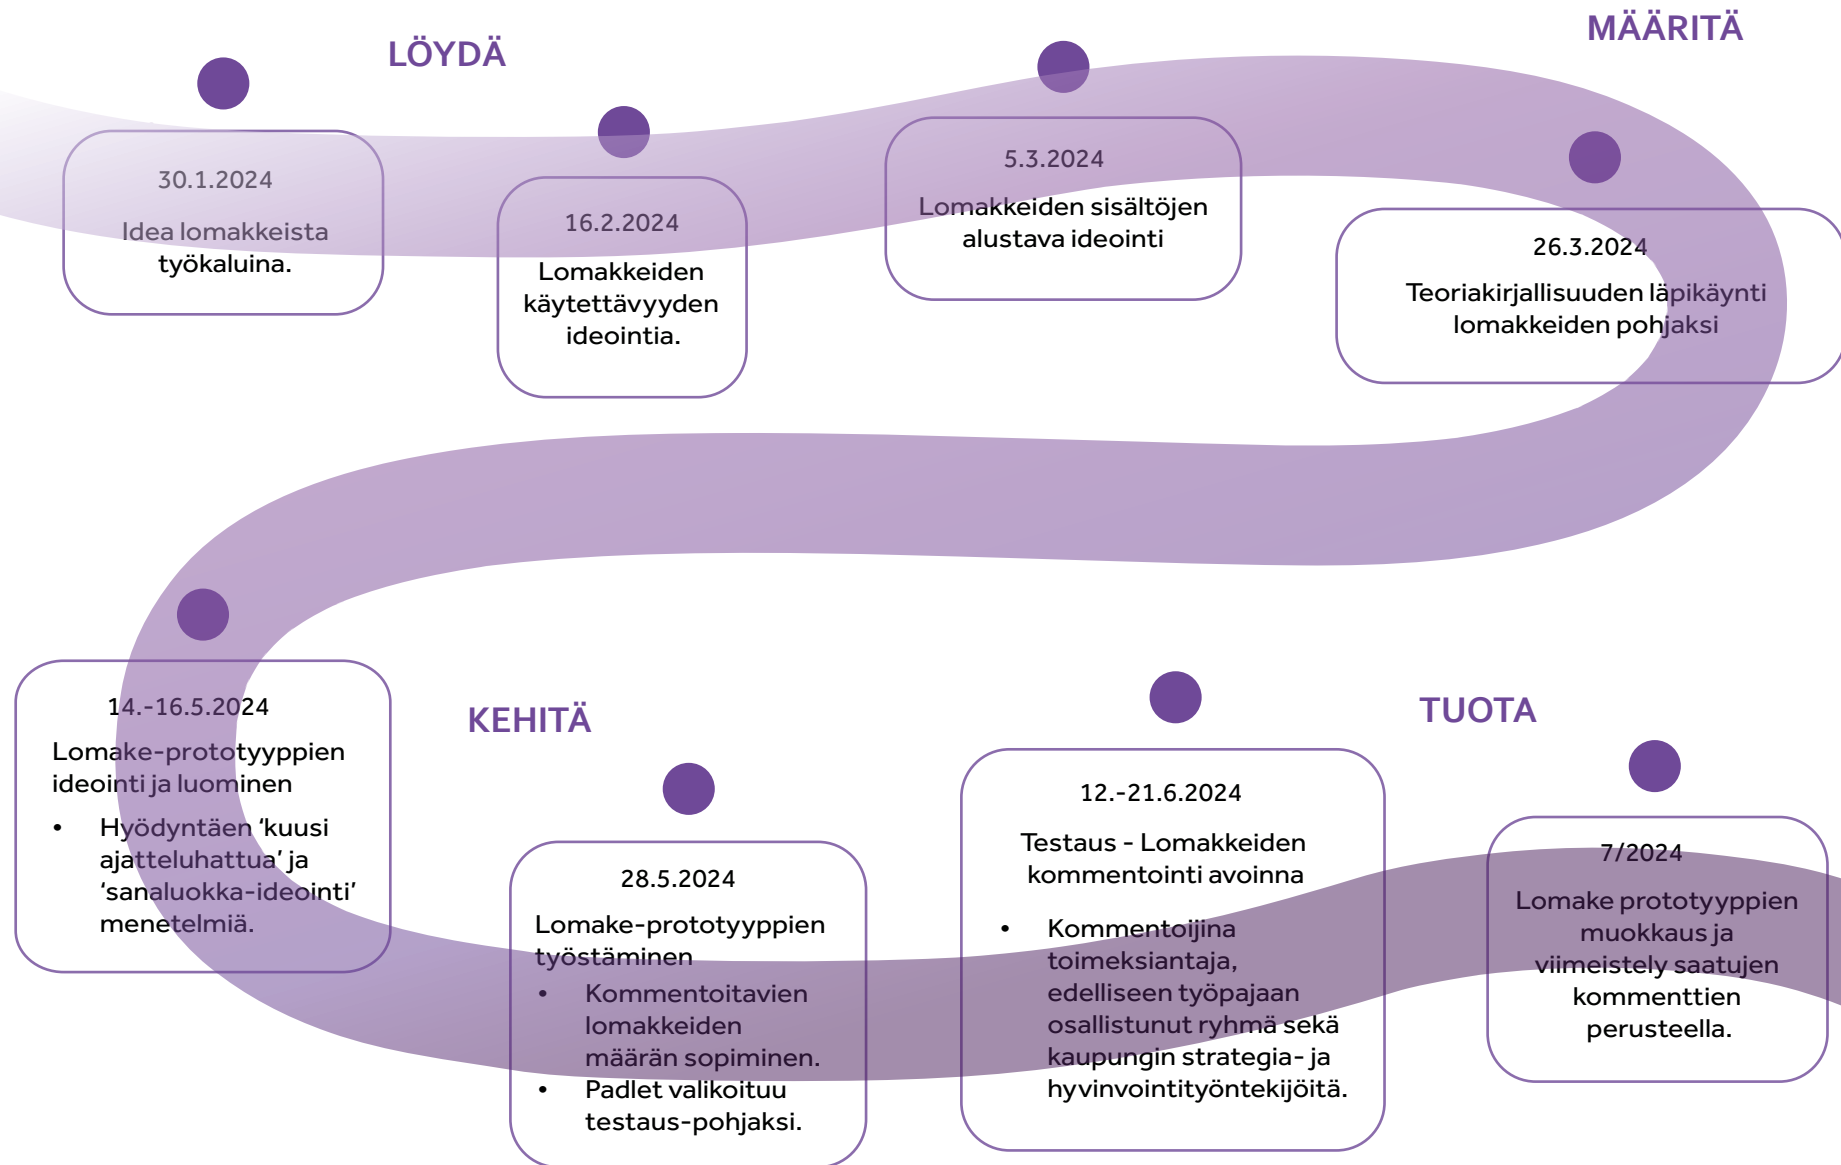 LÖYDÄ
MÄÄRITÄ
30.1.2024
Idea lomakkeista
työkaluina.
16.2.2024
Lomakkeiden
käytettävyyden
ideointia.
5.3.2024
Lomakkeiden sisältöjen
alustava ideointi
26.3.2024
Teoriakirjallisuuden läpikäynti
lomakkeiden pohjaksi
KEHITÄ
TUOTA
14.-16.5.2024
Lomake-prototyyppien
ideointi ja luominen
• Hyödyntäen ‘kuusi
ajatteluhattua’ ja
‘sanaluokka-ideointi’
menetelmiä.
28.5.2024
Lomake-prototyyppien
työstäminen
• Kommentoitavien
lomakkeiden
määrän sopiminen.
• Padlet valikoituu
testaus-pohjaksi.
12.-21.6.2024
Testaus - Lomakkeiden
kommentointi avoinna
• Kommentoijina
toimeksiantaja,
edelliseen työpajaan
osallistunut ryhmä sekä
kaupungin strategia- ja
hyvinvointityöntekijöitä.
7/2024
Lomake prototyyppien
muokkaus ja
viimeistely saatujen
kommenttien
perusteella.